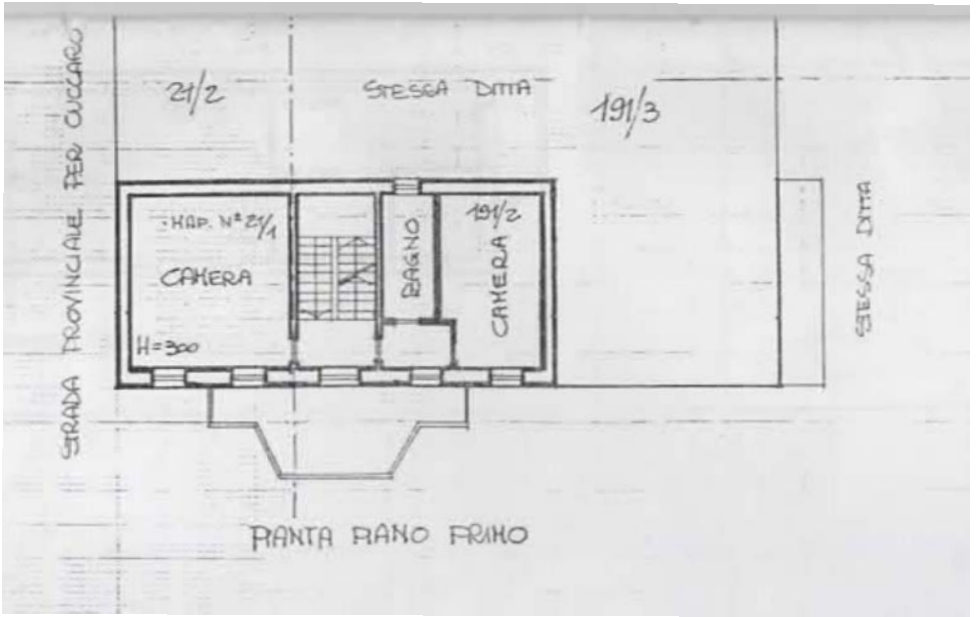 21/2
STESSA DITTA
191/3
STRADA PROVINCIALE PER CUCCARO
MAP. Nº 21/1
191/2
CAMERA
BAGNO
CAMERA
STESSA DITTA
H=300
PIANTA PIANO PRIMO